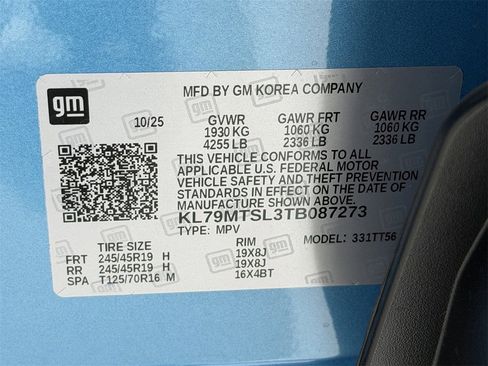 gm
MFD BY GM KOREA COMPANY
10/25 GVWR GAWR FRT GAWR RR
1930 KG 1060 KG 1060 KG
4255 LB 2336 LB 2336 LB
THIS VEHICLE CONFORMS TO ALL
APPLICABLE U.S. FEDERAL MOTOR
VEHICLE SAFETY AND THEFT PREVENTION
STANDARDS IN EFFECT ON THE DATE OF
MANUFACTURE SHOWN ABOVE.
KL79MTSL3TB087273
TYPE: MPV MODEL: 331TT56
TIRE SIZE RIM
FRT 245/45R19 H 19X8J
RR 245/45R19 H 19X8J
SPA T125/70R16 M 16X4BT